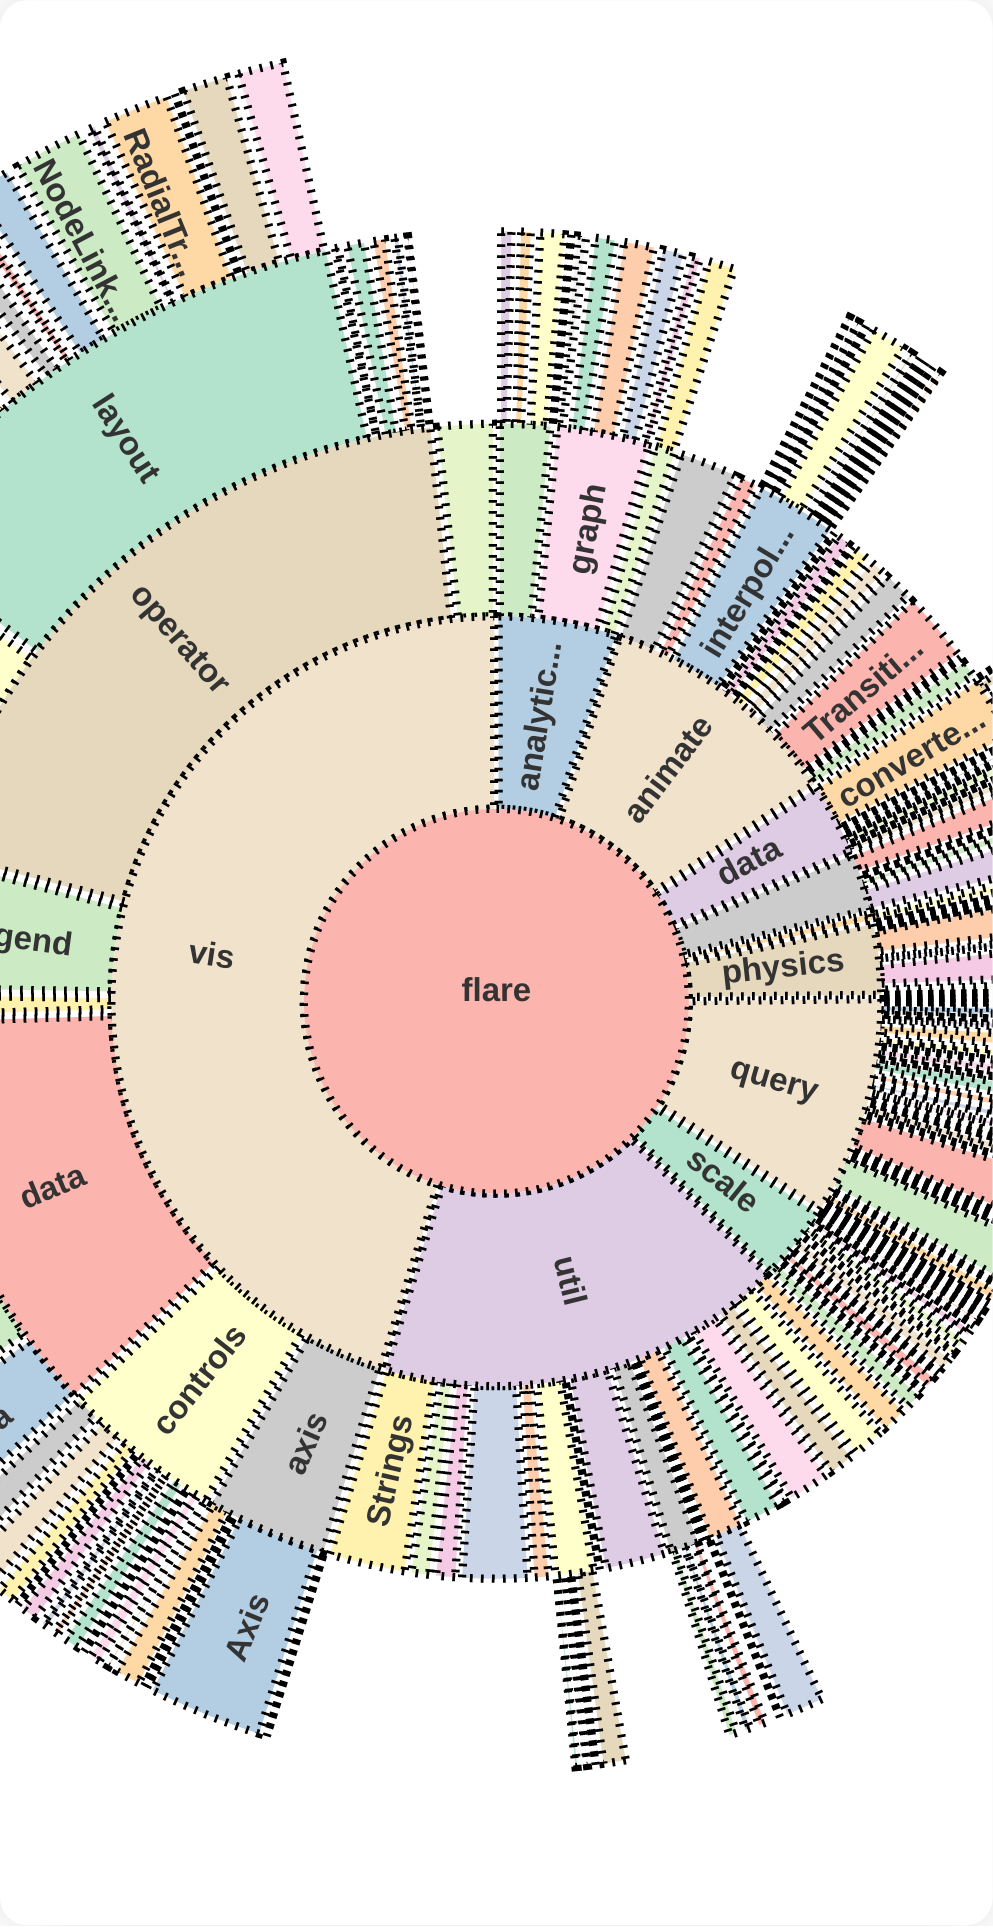 RadialTr...
NodeLink...
layout
graph
interpol...
operator
Transiti...
analytic...
converte...
animate
data
gend
vis
physics
flare
query
data
scale
util
controls
axis
Strings
a
Axis